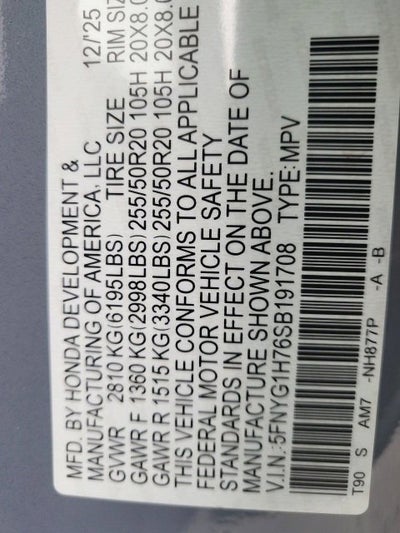 MFD. BY HONDA DEVELOPMENT &
MANUFACTURING OF AMERICA, LLC 12/'25
GVWR 2810 KG(6195LBS) TIRE SIZE RIM SIZ
GAWR F 1360 KG(2998LBS) 255/50R20 105H 20X8.0
GAWR R 1515 KG(3340LBS) 255/50R20 105H 20X8.0
THIS VEHICLE CONFORMS TO ALL APPLICABLE
FEDERAL MOTOR VEHICLE SAFETY
STANDARDS IN EFFECT ON THE DATE OF
MANUFACTURE SHOWN ABOVE.
V.I.N.:5FNYG1H76SB191708 TYPE:MPV
T90 S AM7 -NH877P -A -B